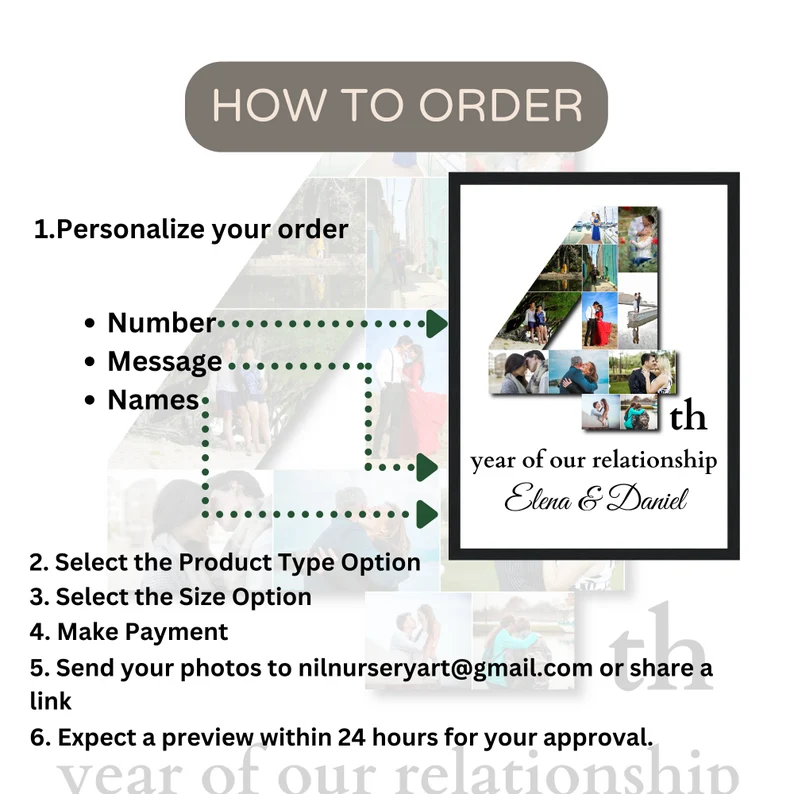 HOW TO ORDER
1.Personalize your order
• Number
• Message
• Names
th
year of our relationship
Elena & Daniel
2. Select the Product Type Option
3. Select the Size Option
4. Make Payment
5. Send your photos to nilnurseryart@gmail.com or share a
link
6. Expect a preview within 24 hours for your approval.
th
year of our relationship